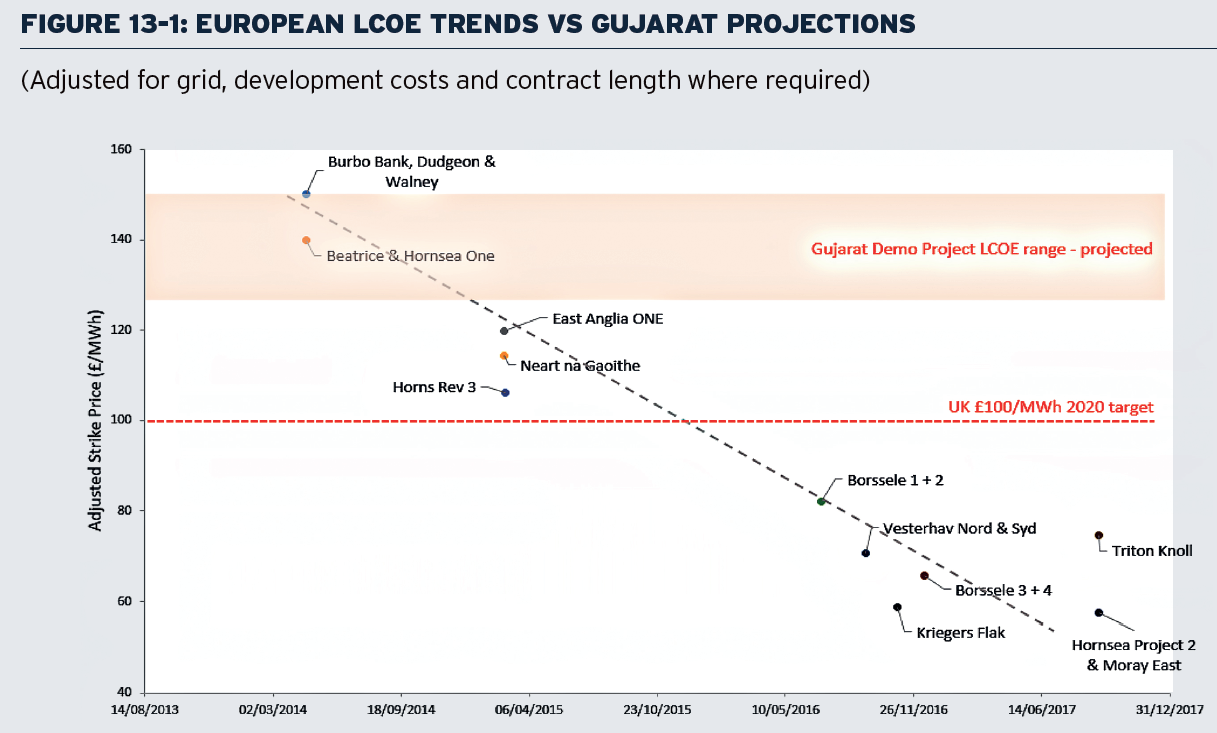 FIGURE 13-1: EUROPEAN LCOE TRENDS VS GUJARAT PROJECTIONS
(Adjusted for grid, development costs and contract length where required)
160
Burbo Bank, Dudgeon &
Walney
140
Gujarat Demo Project LCOE range - projected
Beatrice & Hornsea One
Adjusted Strike Price (£/MWh)
120
East Anglia ONE
Neart na Gaoithe
Horns Rev 3
100
UK £100/MWh 2020 target
80
Borssele 1 + 2
Vesterhav Nord & Syd
Triton Knoll
60
Borssele 3 + 4
Kriegers Flak
Hornsea Project 2
& Moray East
40
14/08/2013 02/03/2014 18/09/2014 06/04/2015 23/10/2015 10/05/2016 26/11/2016 14/06/2017 31/12/2017